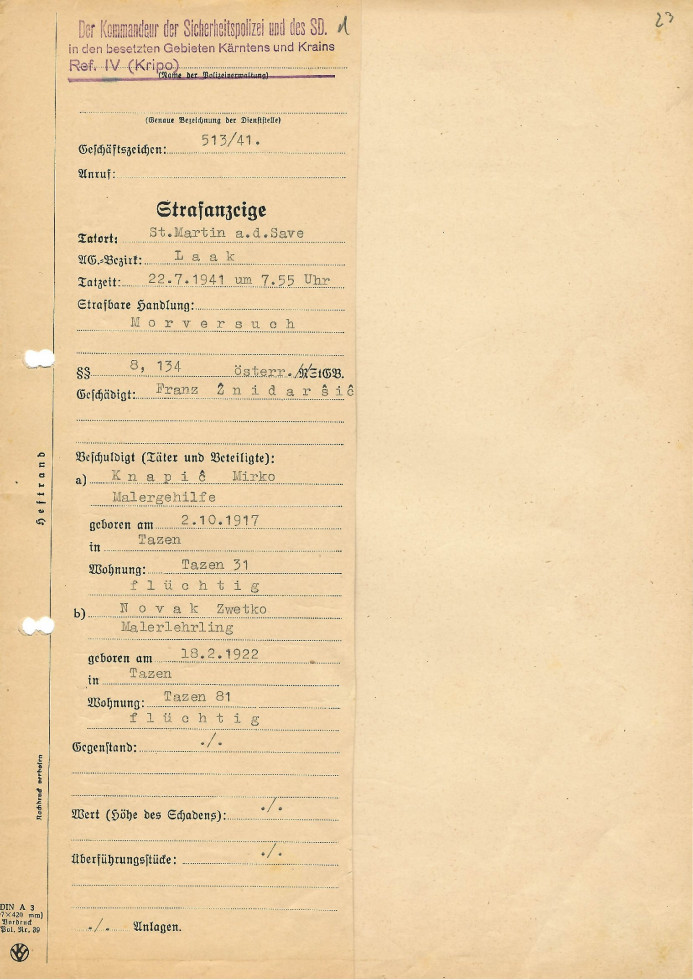 23
Der Kommandeur der Sicherheitspolizei und des SD.
in den besetzten Gebieten Kärntens und Krains
Ref. IV (Kripo)
(Name der Polizeiverwaltung)
(Genaue Bezeichnung der Dienststelle)
Geschäftszeichen: 513/41.
Anruf:
Strafanzeige
Tatort: St.Martin a.d.Save
AG.-Bezirk: L a a k
Tatzeit: 22.7.1941 um 7.55 Uhr
Strafbare Handlung:
M o r v e r s u c h
§§ 8, 134 österr. RStGB.
Geschädigt: Franz Ž n i d a r š i č
Beschuldigt (Täter und Beteiligte):
a) K n a p i č Mirko
Malergehilfe
geboren am 2.10.1917
in Tazen
Wohnung: Tazen 31
f l ü c h t i g
b) N o v a k Zwetko
Malerlehrling
geboren am 18.2.1922
in Tazen
Wohnung: Tazen 81
f l ü c h t i g
Gegenstand: ./.
Wert (Höhe des Schadens): ./.
Überführungsstücke: ./.
./. Anlagen.
Heftrand
Nachdruck verboten
DIN A 3
7×420 mm)
Vordruck
Pol. Nr. 39